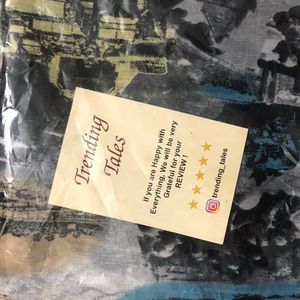 Trending
Tales
If you are Happy with
Everything. We will be very
Grateful for your
REVIEW !
trending_tales